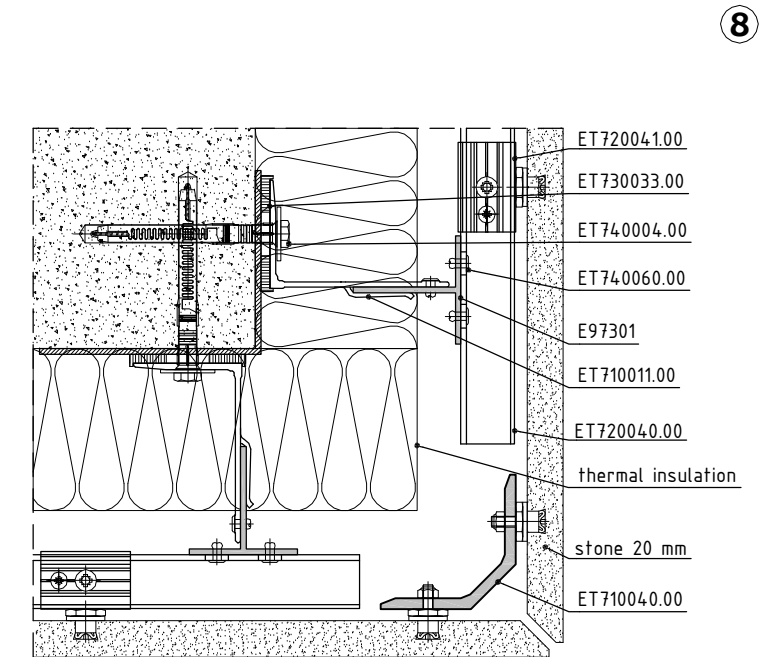 8
ET720041.00
ET730033.00
ET740004.00
ET740060.00
E97301
ET710011.00
ET720040.00
thermal insulation
stone 20 mm
ET710040.00